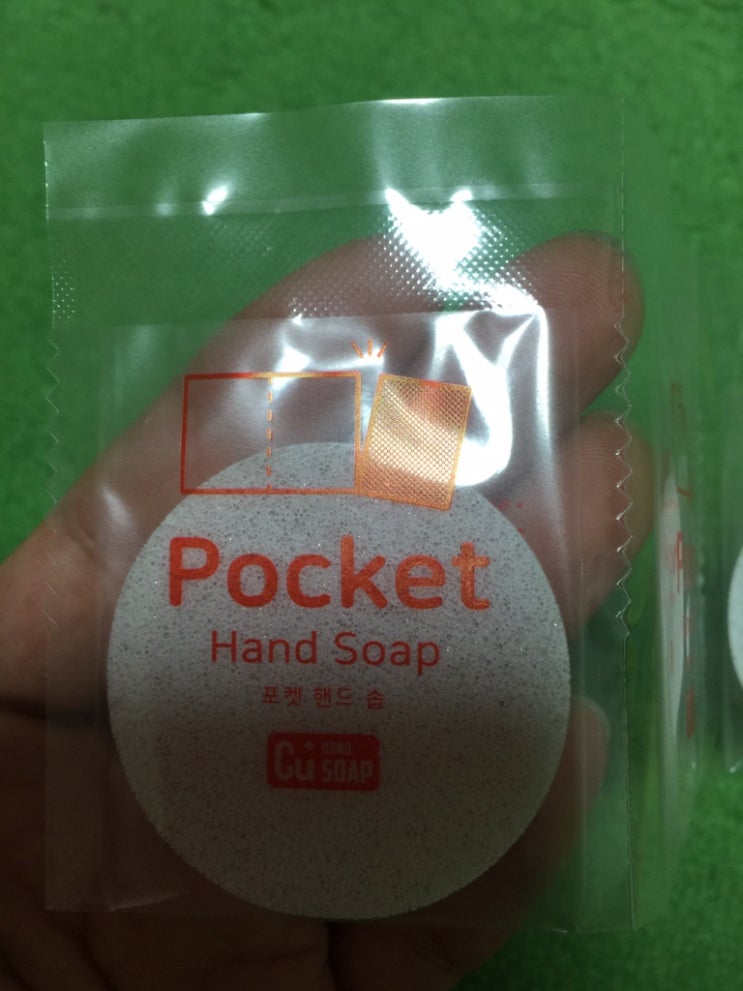 Pocket
Hand Soap
포켓 핸드 솝
Cu+ HAND
SOAP